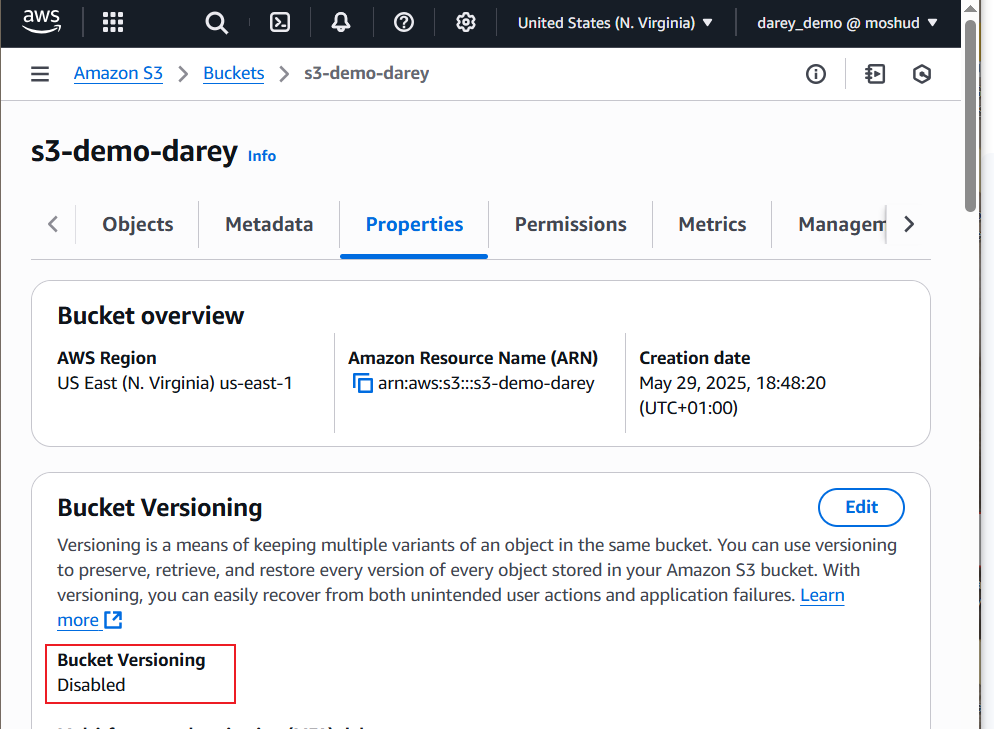 aws
United States (N. Virginia)
darey_demo @ moshud
Amazon S3 > Buckets > s3-demo-darey
s3-demo-darey Info
Objects
Metadata
Properties
Permissions
Metrics
Managem
Bucket overview
AWS Region
US East (N. Virginia) us-east-1
Amazon Resource Name (ARN)
arn:aws:s3:::s3-demo-darey
Creation date
May 29, 2025, 18:48:20
(UTC+01:00)
Bucket Versioning
Edit
Versioning is a means of keeping multiple variants of an object in the same bucket. You can use versioning
to preserve, retrieve, and restore every version of every object stored in your Amazon S3 bucket. With
versioning, you can easily recover from both unintended user actions and application failures. Learn
more
Bucket Versioning
Disabled